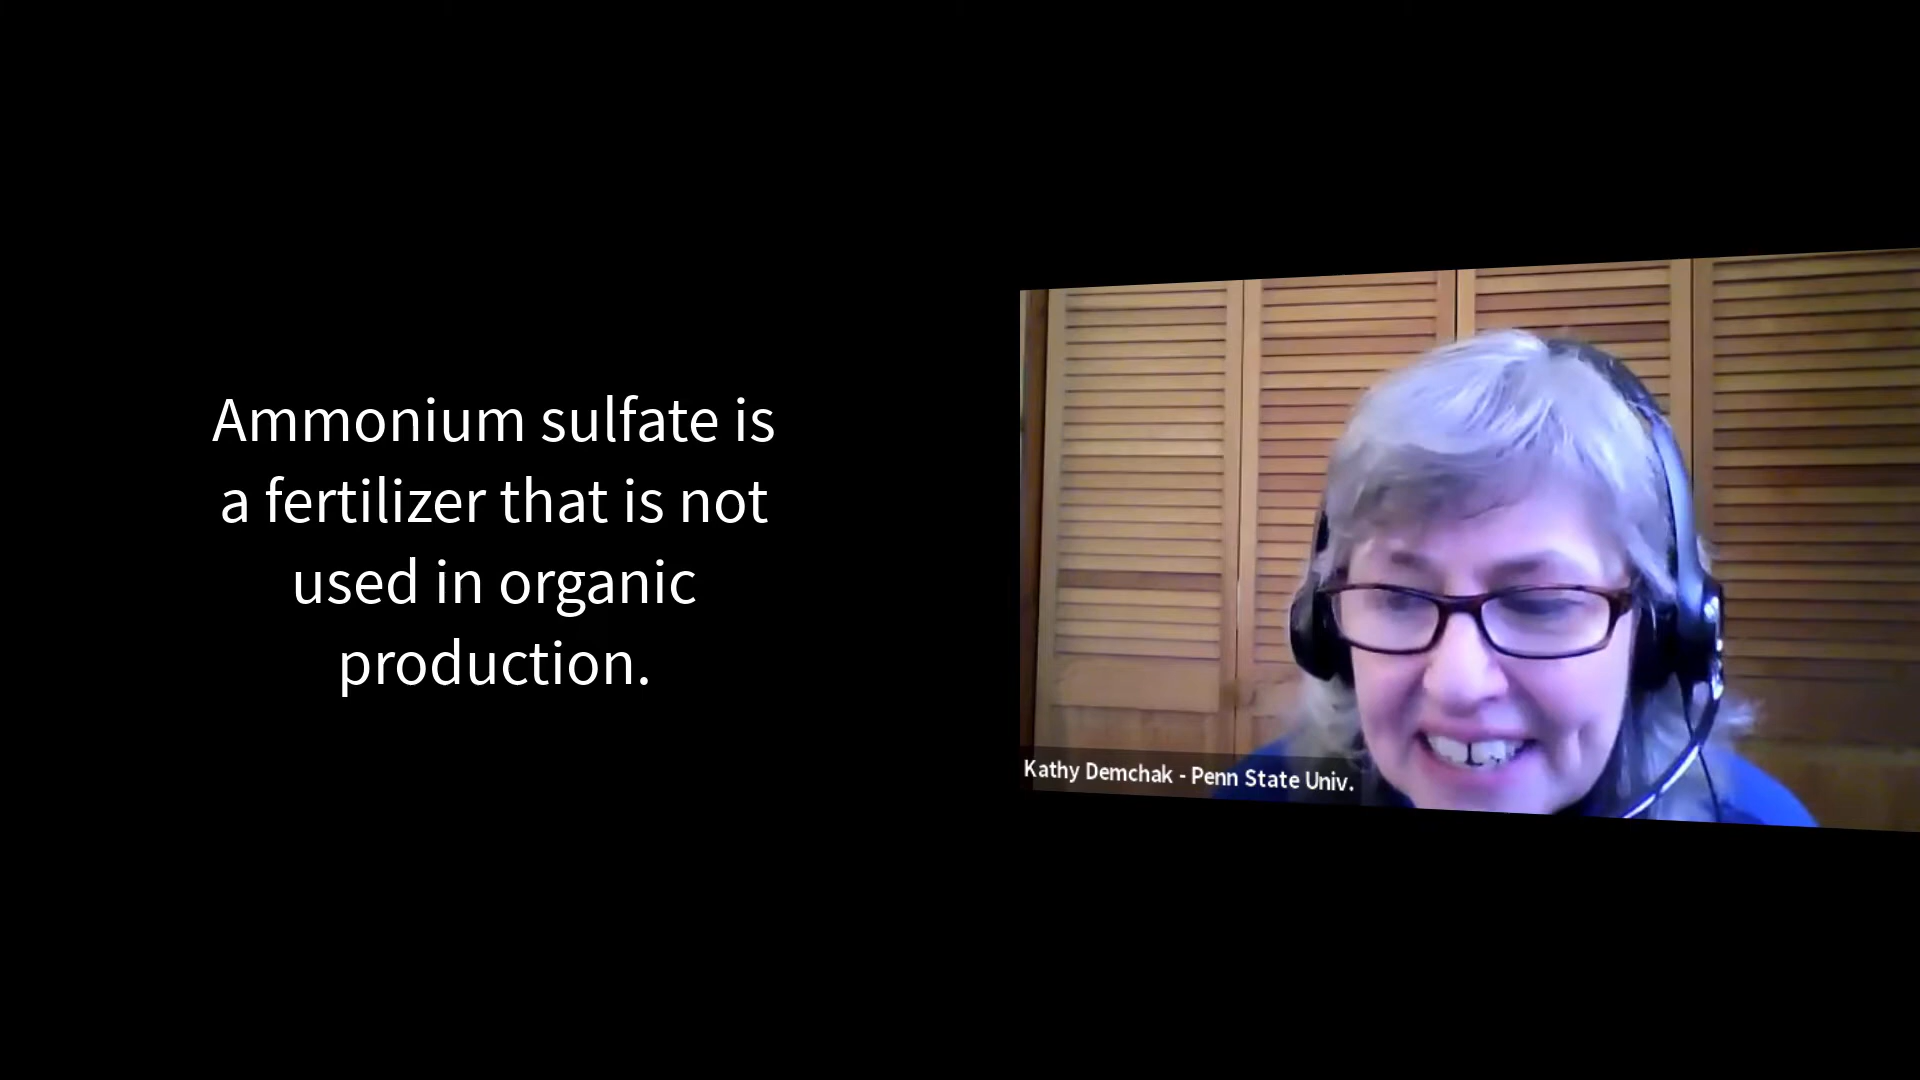 Ammonium sulfate is
a fertilizer that is not
used in organic
production.
Kathy Demchak - Penn State Univ.